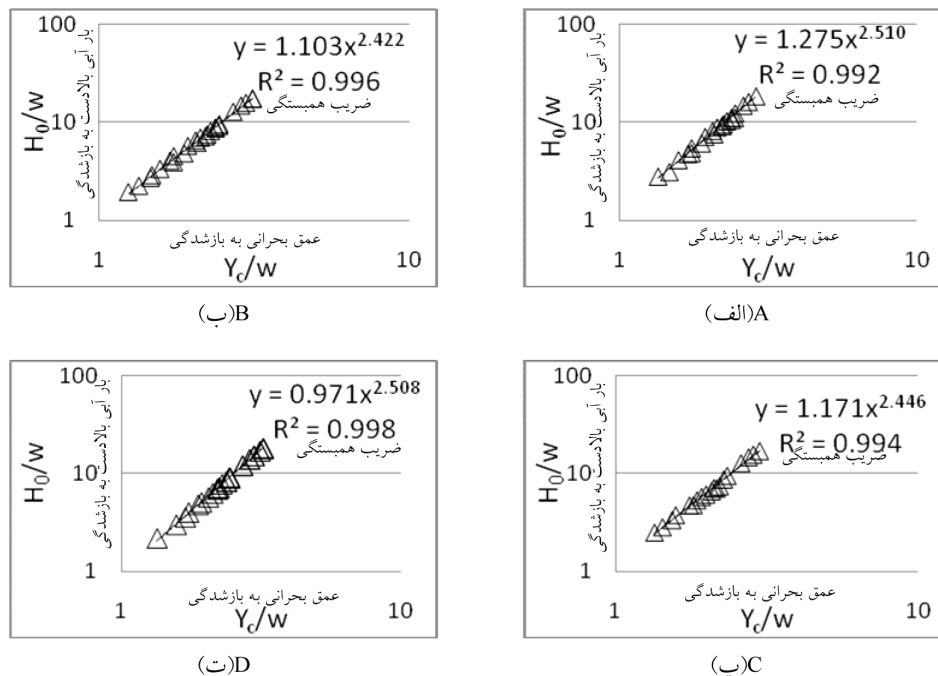 100
y = 1.275x^2.510
R² = 0.992
ضریب همبستگی
10
1
H₀/w
بار آبی بالادست به بازشدگی
عمق بحرانی به بازشدگی
1
10
Y꜀/w
A(الف)
100
y = 1.103x^2.422
R² = 0.996
ضریب همبستگی
10
1
H₀/w
بار آبی بالادست به بازشدگی
عمق بحرانی به بازشدگی
1
10
Y꜀/w
B(ب)
100
y = 1.171x^2.446
R² = 0.994
ضریب همبستگی
10
1
H₀/w
بار آبی بالادست به بازشدگی
عمق بحرانی به بازشدگی
1
10
Y꜀/w
C(پ)
100
y = 0.971x^2.508
R² = 0.998
ضریب همبستگی
10
1
H₀/w
بار آبی بالادست به بازشدگی
عمق بحرانی به بازشدگی
1
10
Y꜀/w
D(ت)